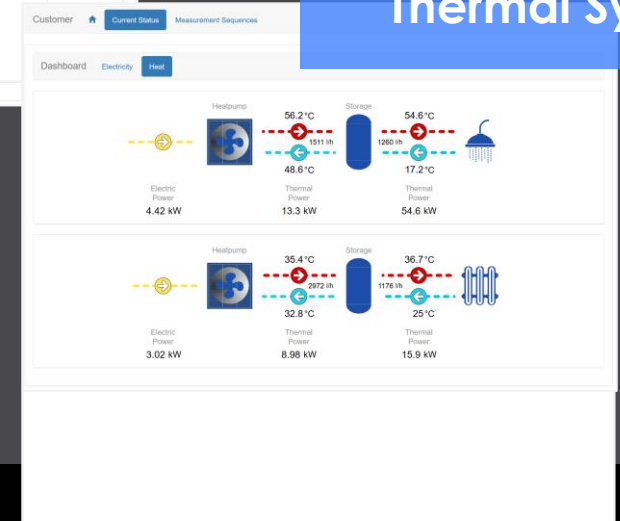 Thermal Sy
Customer Current Status Measurement Sequences
Dashboard Electricity Heat
Heatpump Storage
56.2°C 54.6°C
1511 l/h 1260 l/h
48.6°C 17.2°C
Electric Power Thermal Power Thermal Power
4.42 kW 13.3 kW 54.6 kW
Heatpump Storage
35.4°C 36.7°C
2972 l/h 1176 l/h
32.8°C 25°C
Electric Power Thermal Power Thermal Power
3.02 kW 8.98 kW 15.9 kW